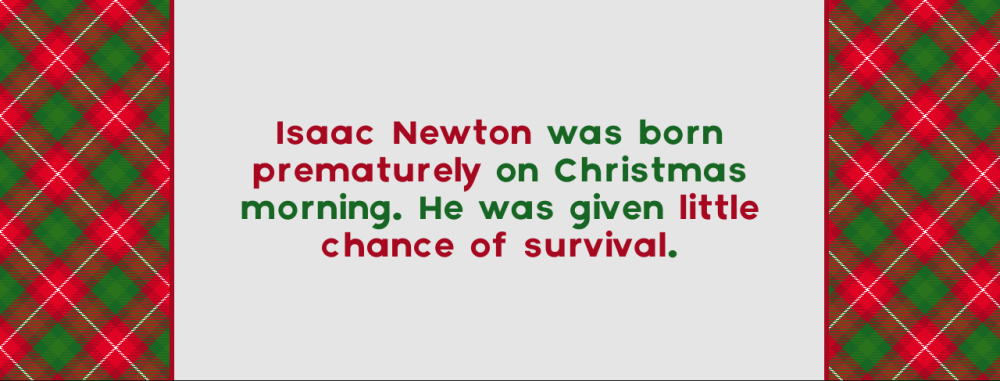 Isaac Newton was born
prematurely on Christmas
morning. He was given little
chance of survival.